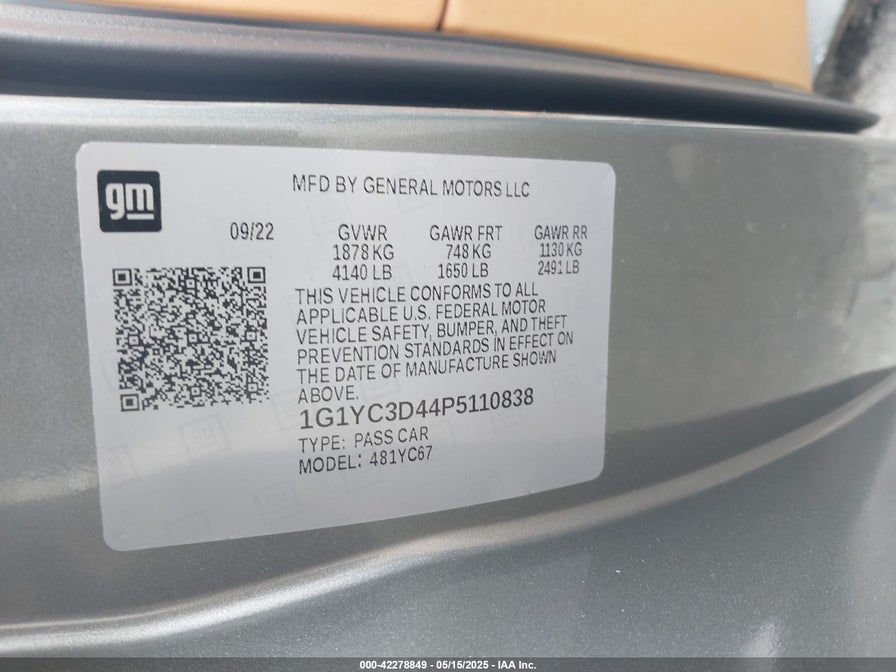 gm
MFD BY GENERAL MOTORS LLC
09/22 GVWR GAWR FRT GAWR RR
1878 KG 748 KG 1130 KG
4140 LB 1650 LB 2491 LB
THIS VEHICLE CONFORMS TO ALL
APPLICABLE U.S. FEDERAL MOTOR
VEHICLE SAFETY, BUMPER, AND THEFT
PREVENTION STANDARDS IN EFFECT ON
THE DATE OF MANUFACTURE SHOWN
ABOVE.
1G1YC3D44P5110838
TYPE: PASS CAR
MODEL: 481YC67
000-42278849 — 05/15/2025 — IAA Inc.